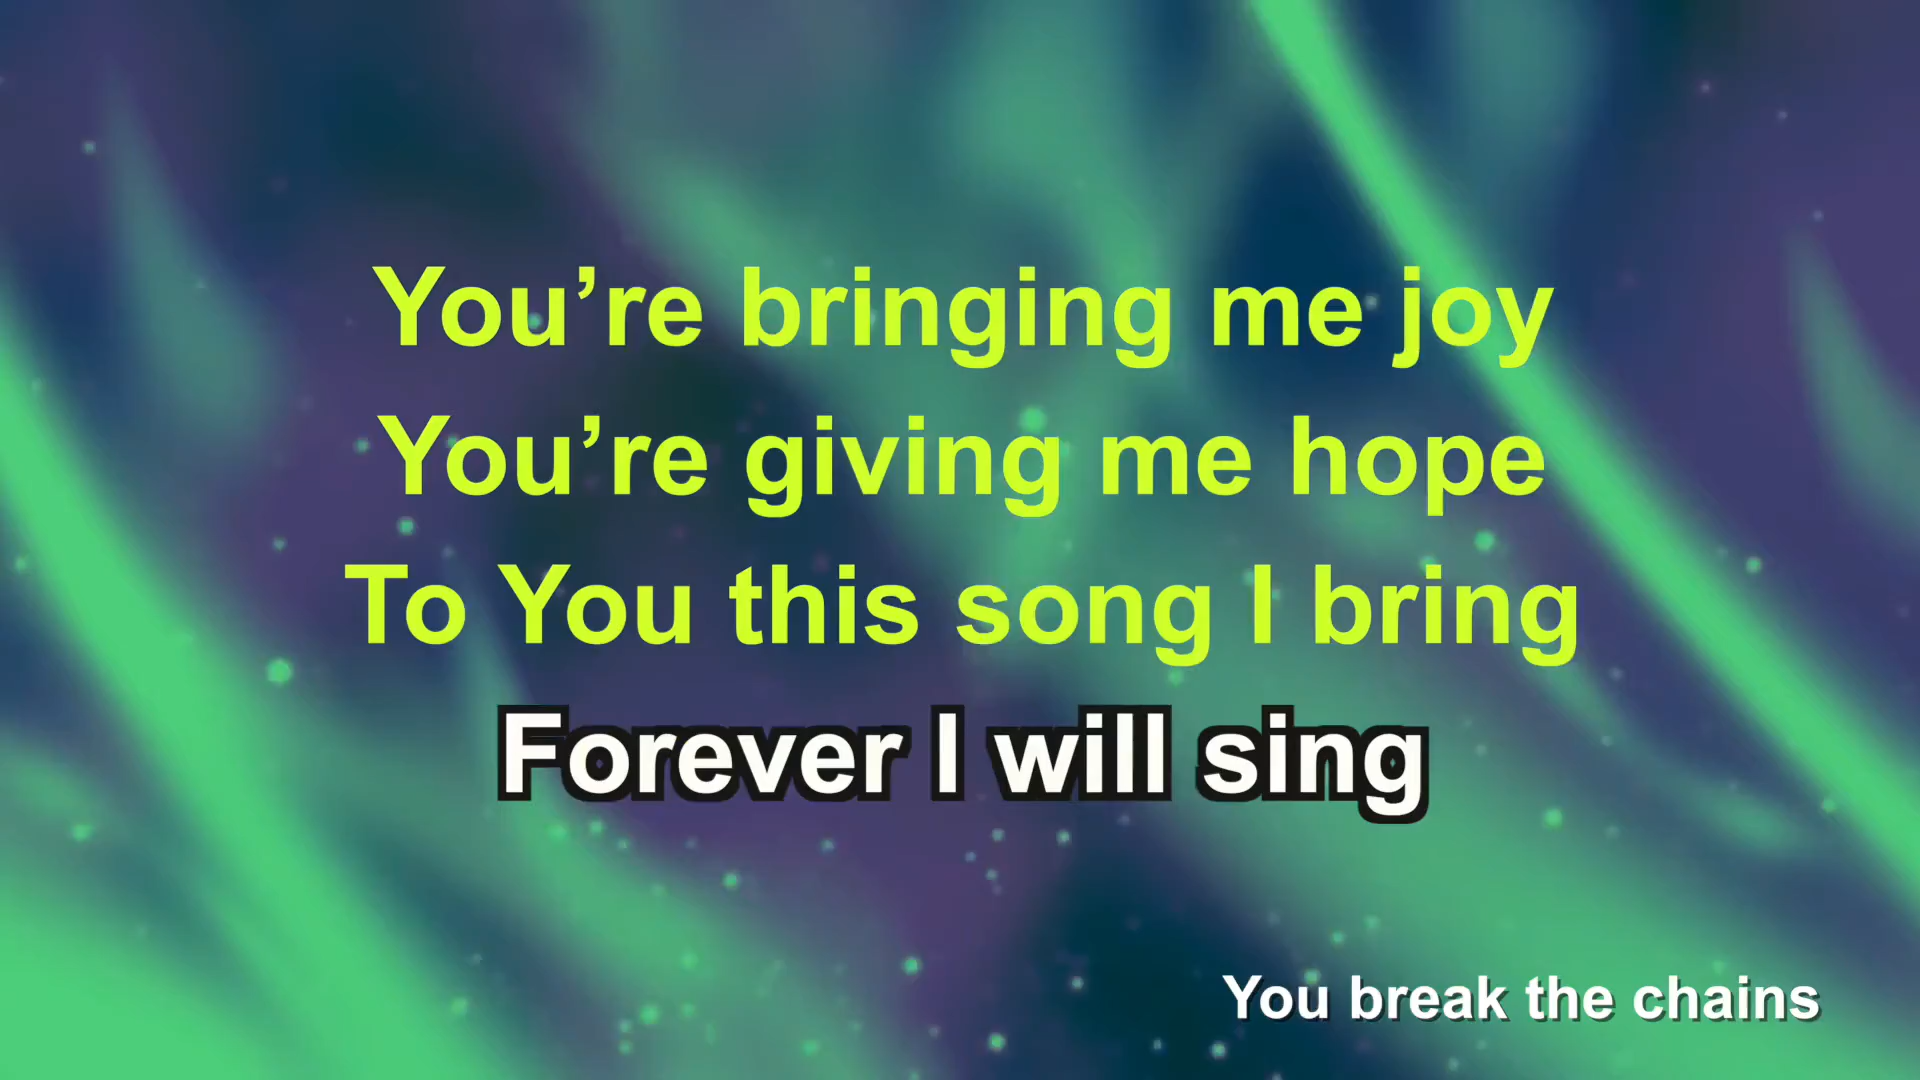 You’re bringing me joy
You’re giving me hope
To You this song I bring
Forever I will sing
You break the chains